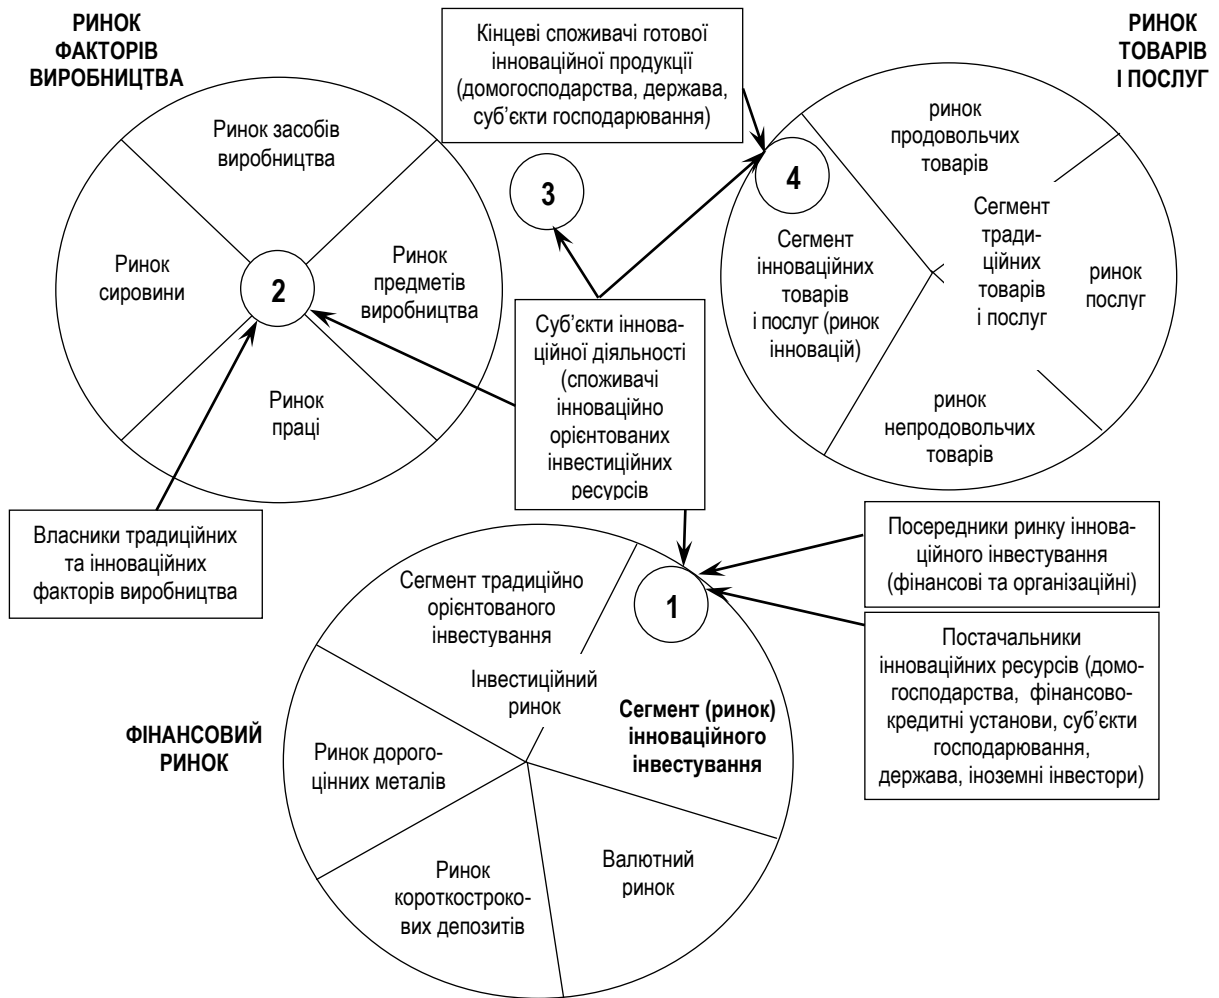 РИНОК
ФАКТОРІВ
ВИРОБНИЦТВА
Ринок засобів
виробництва
Ринок
сировини
2
Ринок
предметів
виробництва
Ринок
праці
Власники традиційних
та інноваційних
факторів виробництва
Кінцеві споживачі готової
інноваційної продукції
(домогосподарства, держава,
суб’єкти господарювання)
3
Суб’єкти іннова-
ційної діяльності
(споживачі
інноваційно
орієнтованих
інвестиційних
ресурсів
РИНОК
ТОВАРІВ
І ПОСЛУГ
4
ринок
продовольчих
товарів
Сегмент
інноваційних
товарів
і послуг (ринок
інновацій)
Сегмент
тради-
ційних
товарів
і послуг
ринок
послуг
ринок
непродовольчих
товарів
Посередники ринку іннова-
ційного інвестування
(фінансові та організаційні)
Постачальники
інноваційних ресурсів (домо-
господарства, фінансово-
кредитні установи, суб’єкти
господарювання,
держава, іноземні інвестори)
ФІНАНСОВИЙ
РИНОК
Сегмент традиційно
орієнтованого
інвестування
1
Інвестиційний
ринок
Сегмент (ринок)
інноваційного
інвестування
Ринок дорого-
цінних металів
Ринок
короткостроко-
вих депозитів
Валютний
ринок